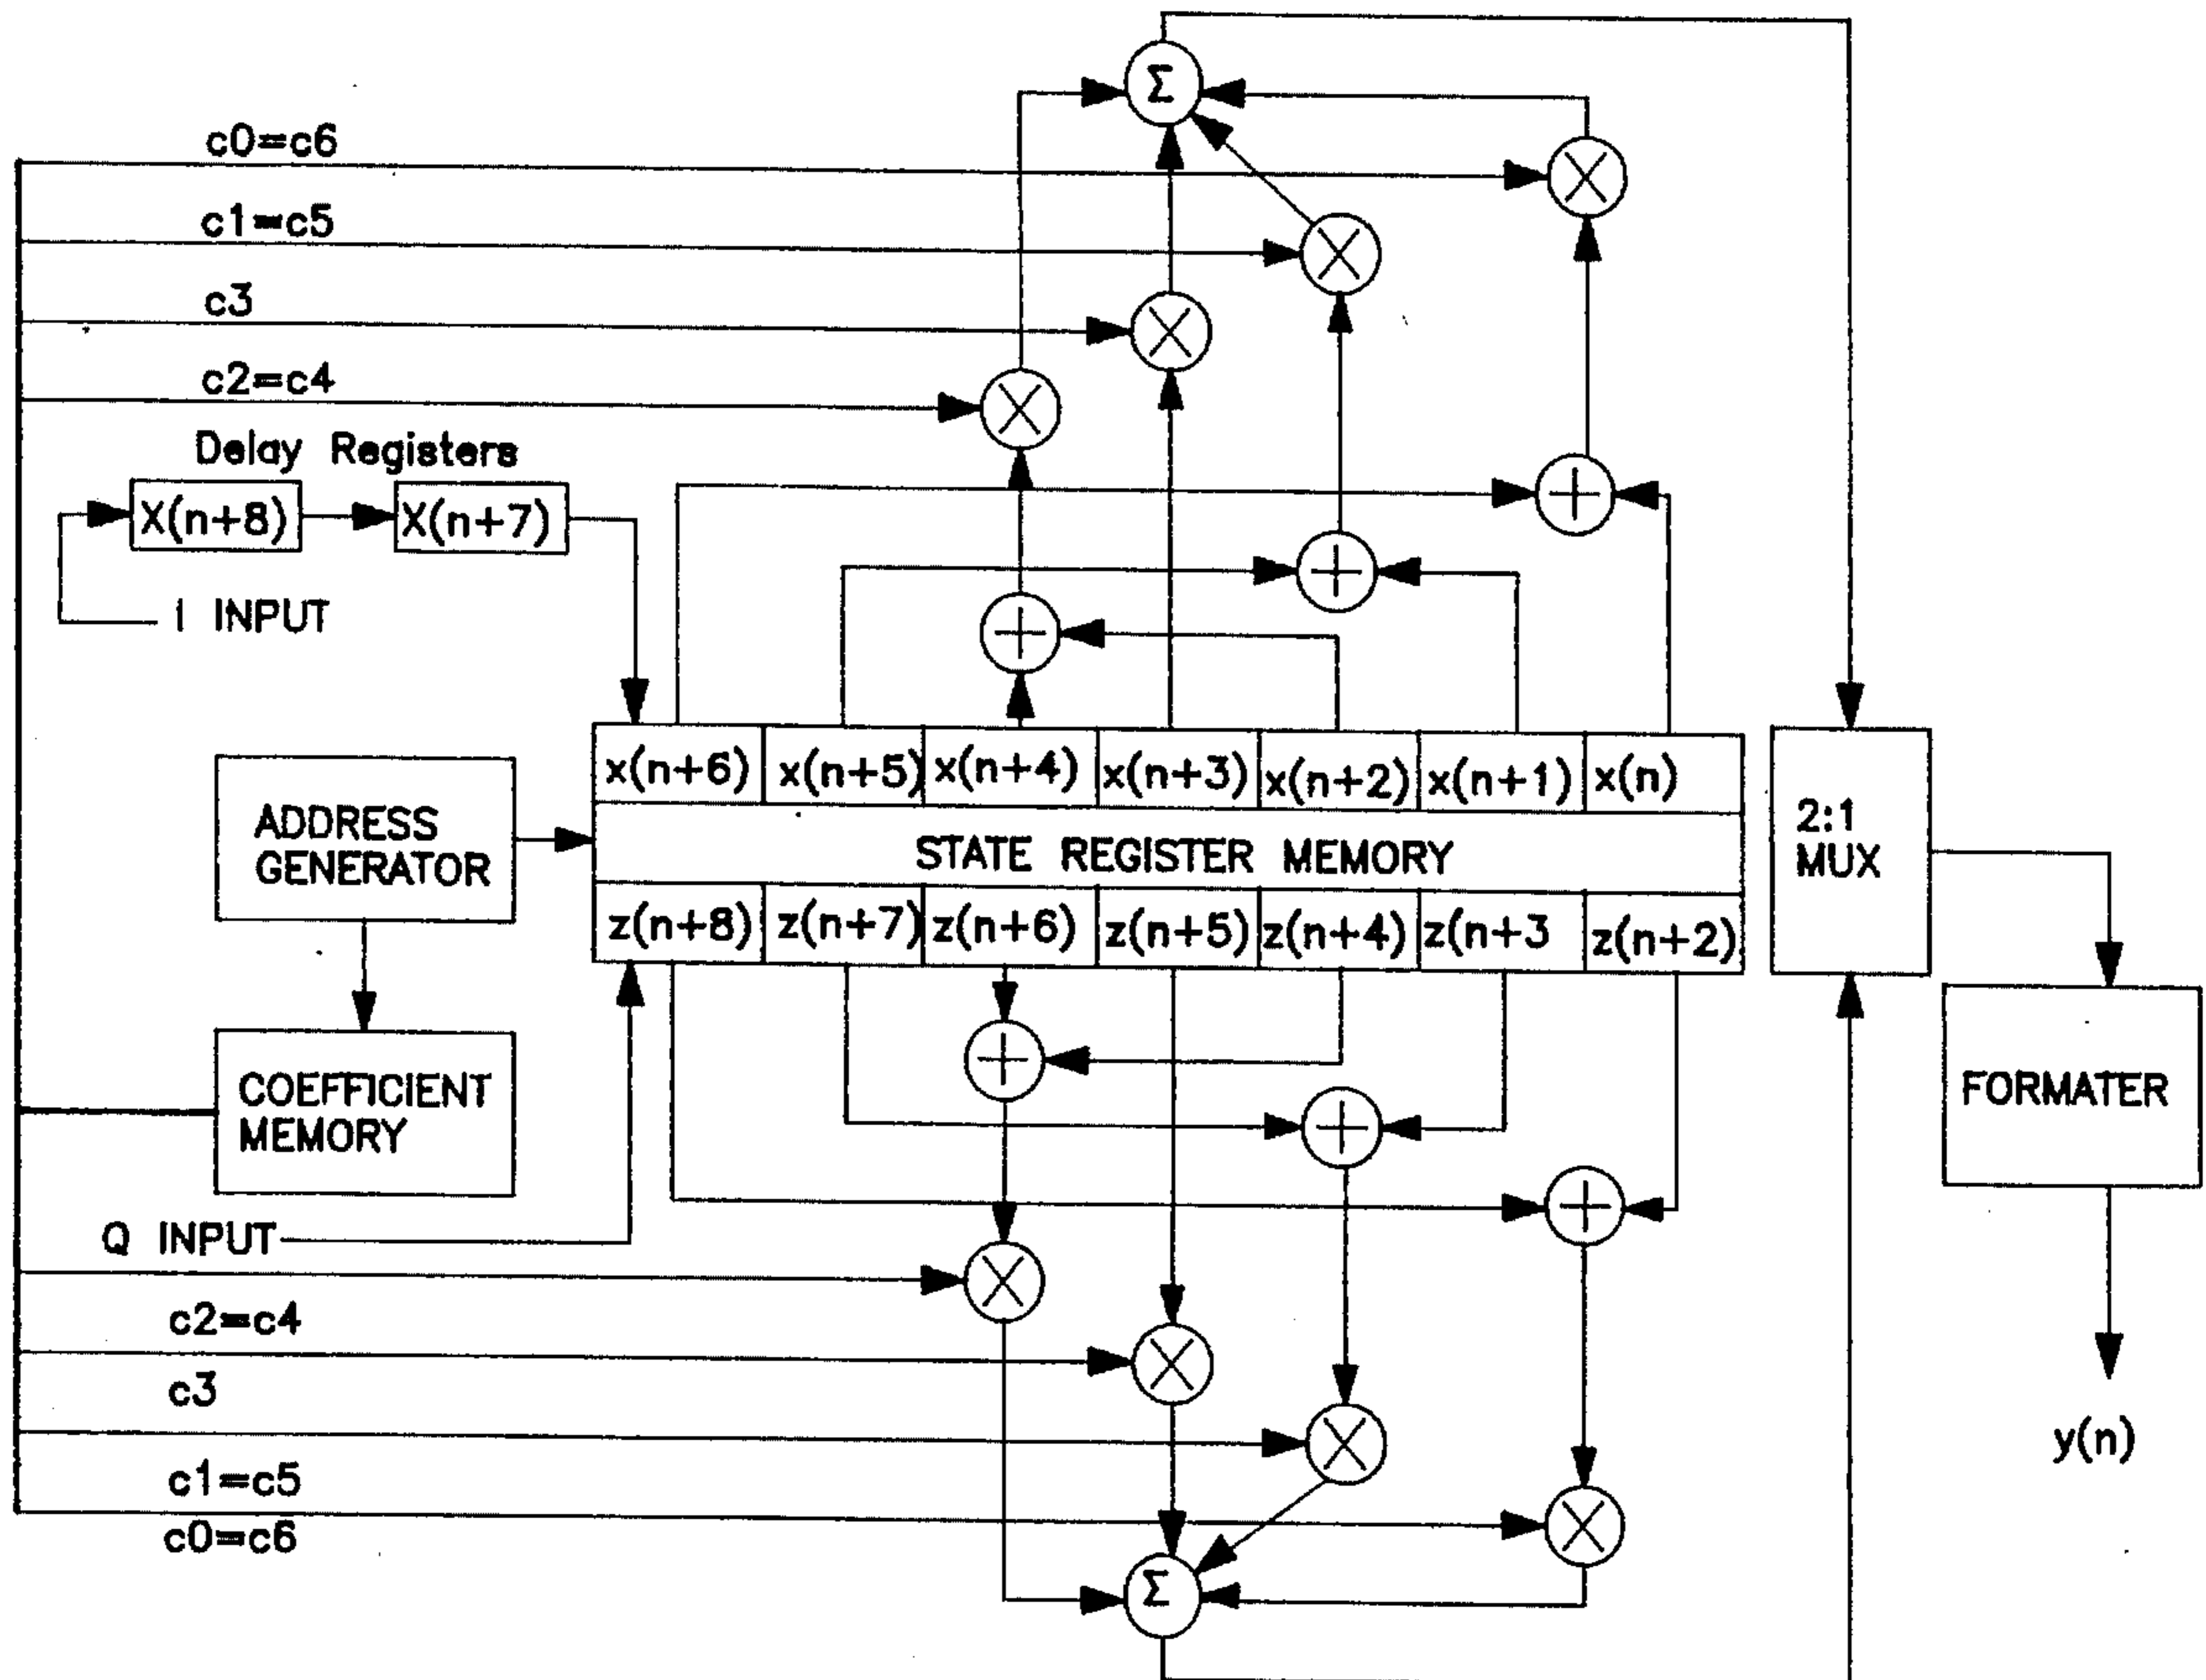 Σ
c0=c6
c1=c5
c3
c2=c4
Delay Registers
X(n+8) X(n+7)
I INPUT
x(n+6) x(n+5) x(n+4) x(n+3) x(n+2) x(n+1) x(n)
ADDRESS
GENERATOR
STATE REGISTER MEMORY
2:1
MUX
z(n+8) z(n+7) z(n+6) z(n+5) z(n+4) z(n+3 z(n+2)
COEFFICIENT
MEMORY
FORMATER
Q INPUT
c2=c4
c3
c1=c5
c0=c6
y(n)
Σ